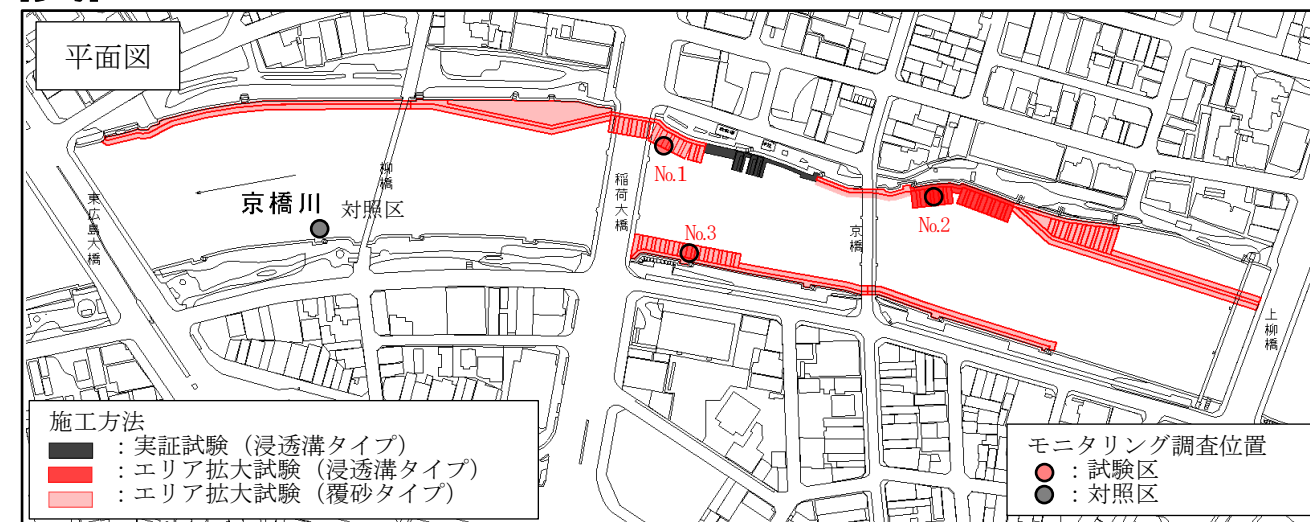 平面図
京橋川
対照区
東広島大橋
柳橋
稲荷大橋
京橋
上柳橋
No.1
No.2
No.3
施工方法
：実証試験（浸透溝タイプ）
：エリア拡大試験（浸透溝タイプ）
：エリア拡大試験（覆砂タイプ）
モニタリング調査位置
：試験区
：対照区